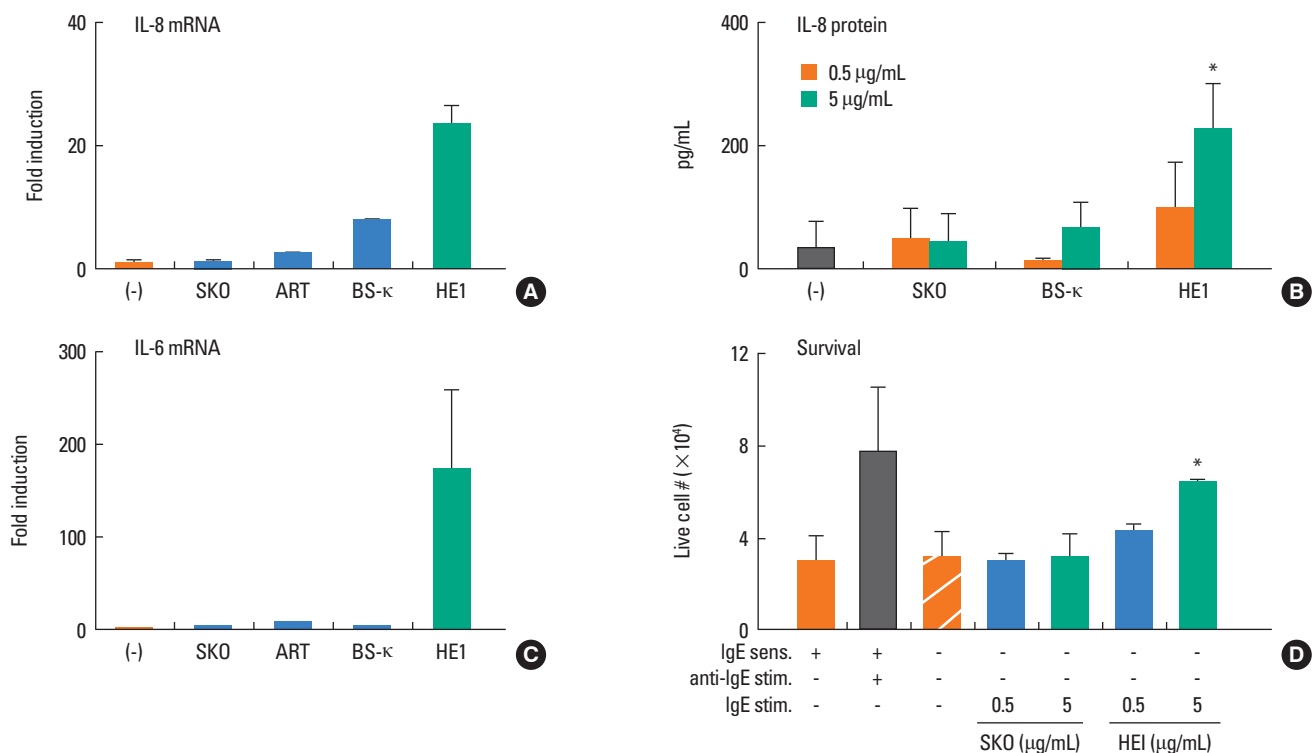 IL-8 mRNA
40
20
0
Fold induction
(-) SKO ART BS-κ HE1
A
IL-8 protein
0.5 μg/mL
5 μg/mL
400
200
0
pg/mL
*
(-) SKO BS-κ HE1
B
IL-6 mRNA
300
200
100
0
Fold induction
(-) SKO ART BS-κ HE1
C
Survival
12
8
4
0
Live cell # (×10⁴)
*
IgE sens. + + - - - - -
anti-IgE stim. - + - - - - -
IgE stim. - - - 0.5 5 0.5 5
SKO (μg/mL) HEI (μg/mL)
D